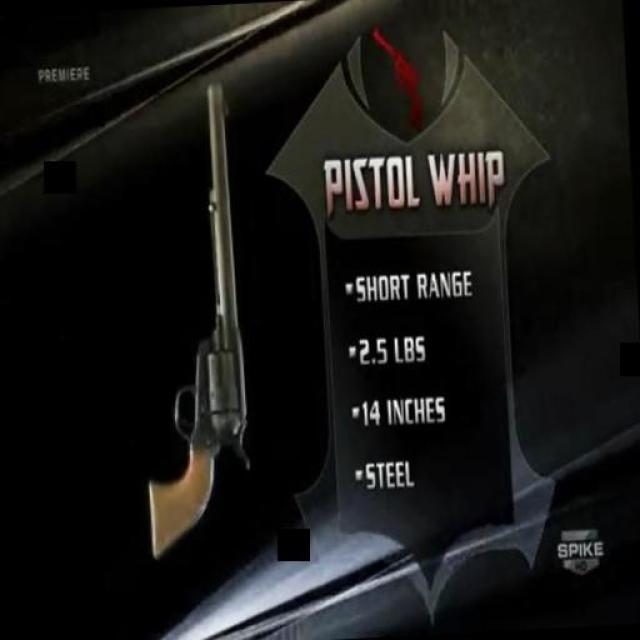 PREMIERE
PISTOL WHIP
SHORT RANGE
2.5 LBS
14 INCHES
STEEL
SPIKE
HD